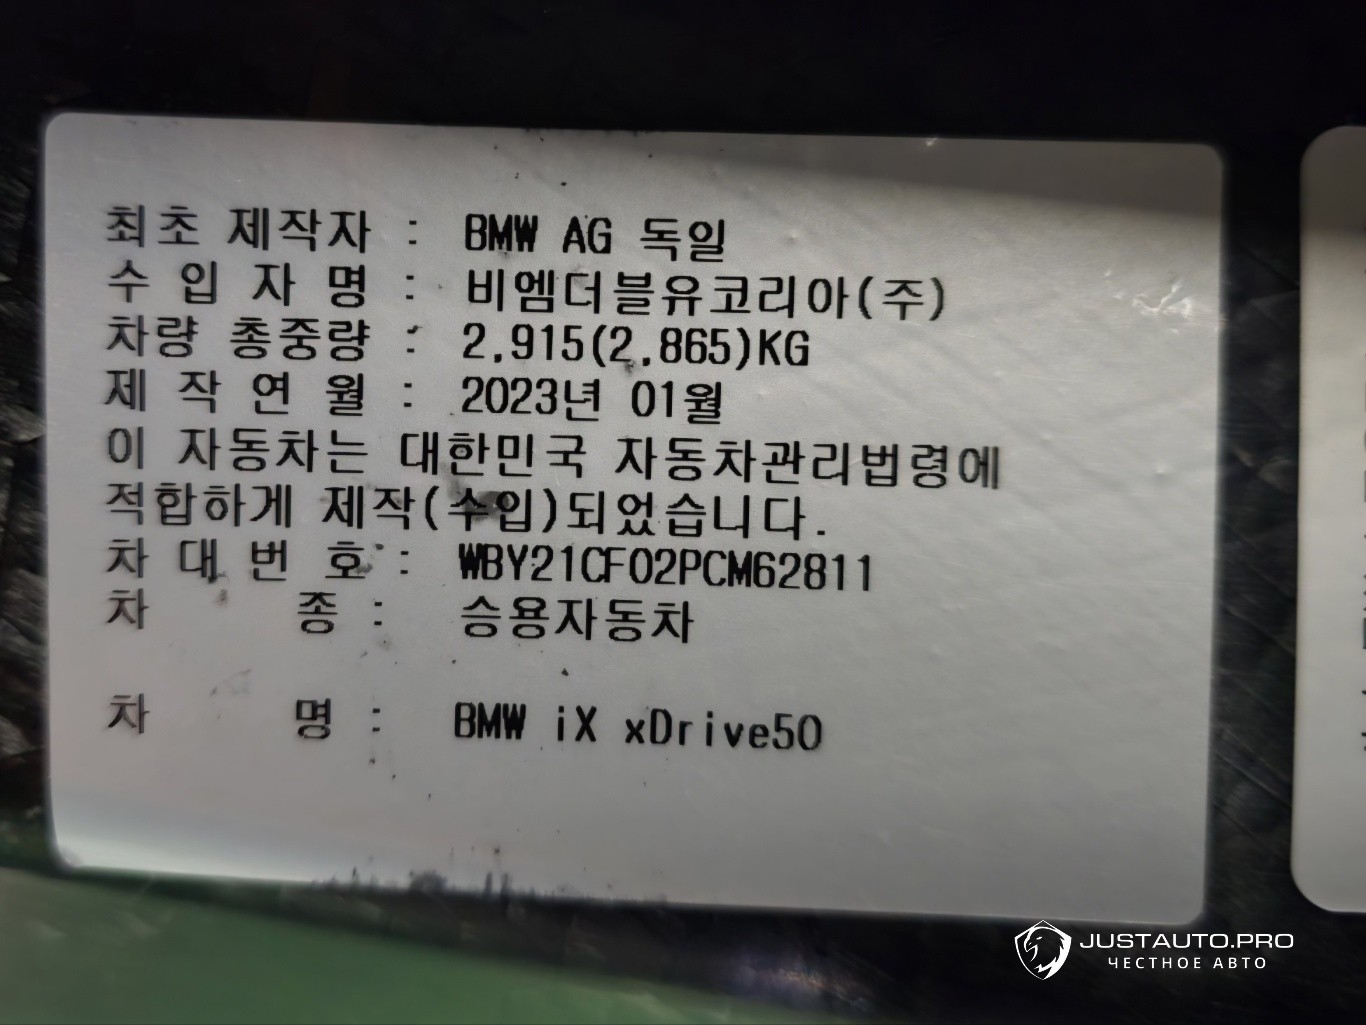 최초 제작자 : BMW AG 독일
수 입 자 명 : 비엠더블유코리아(주)
차량 총중량 : 2,915(2,865)KG
제 작 연 월 : 2023년 01월
이 자동차는 대한민국 자동차관리법령에
적합하게 제작(수입)되었습니다.
차 대 번 호 : WBY21CF02PCM62811
차 종 : 승용자동차
차 명 : BMW iX xDrive50
JUSTAUTO.PRO
ЧЕСТНОЕ АВТО